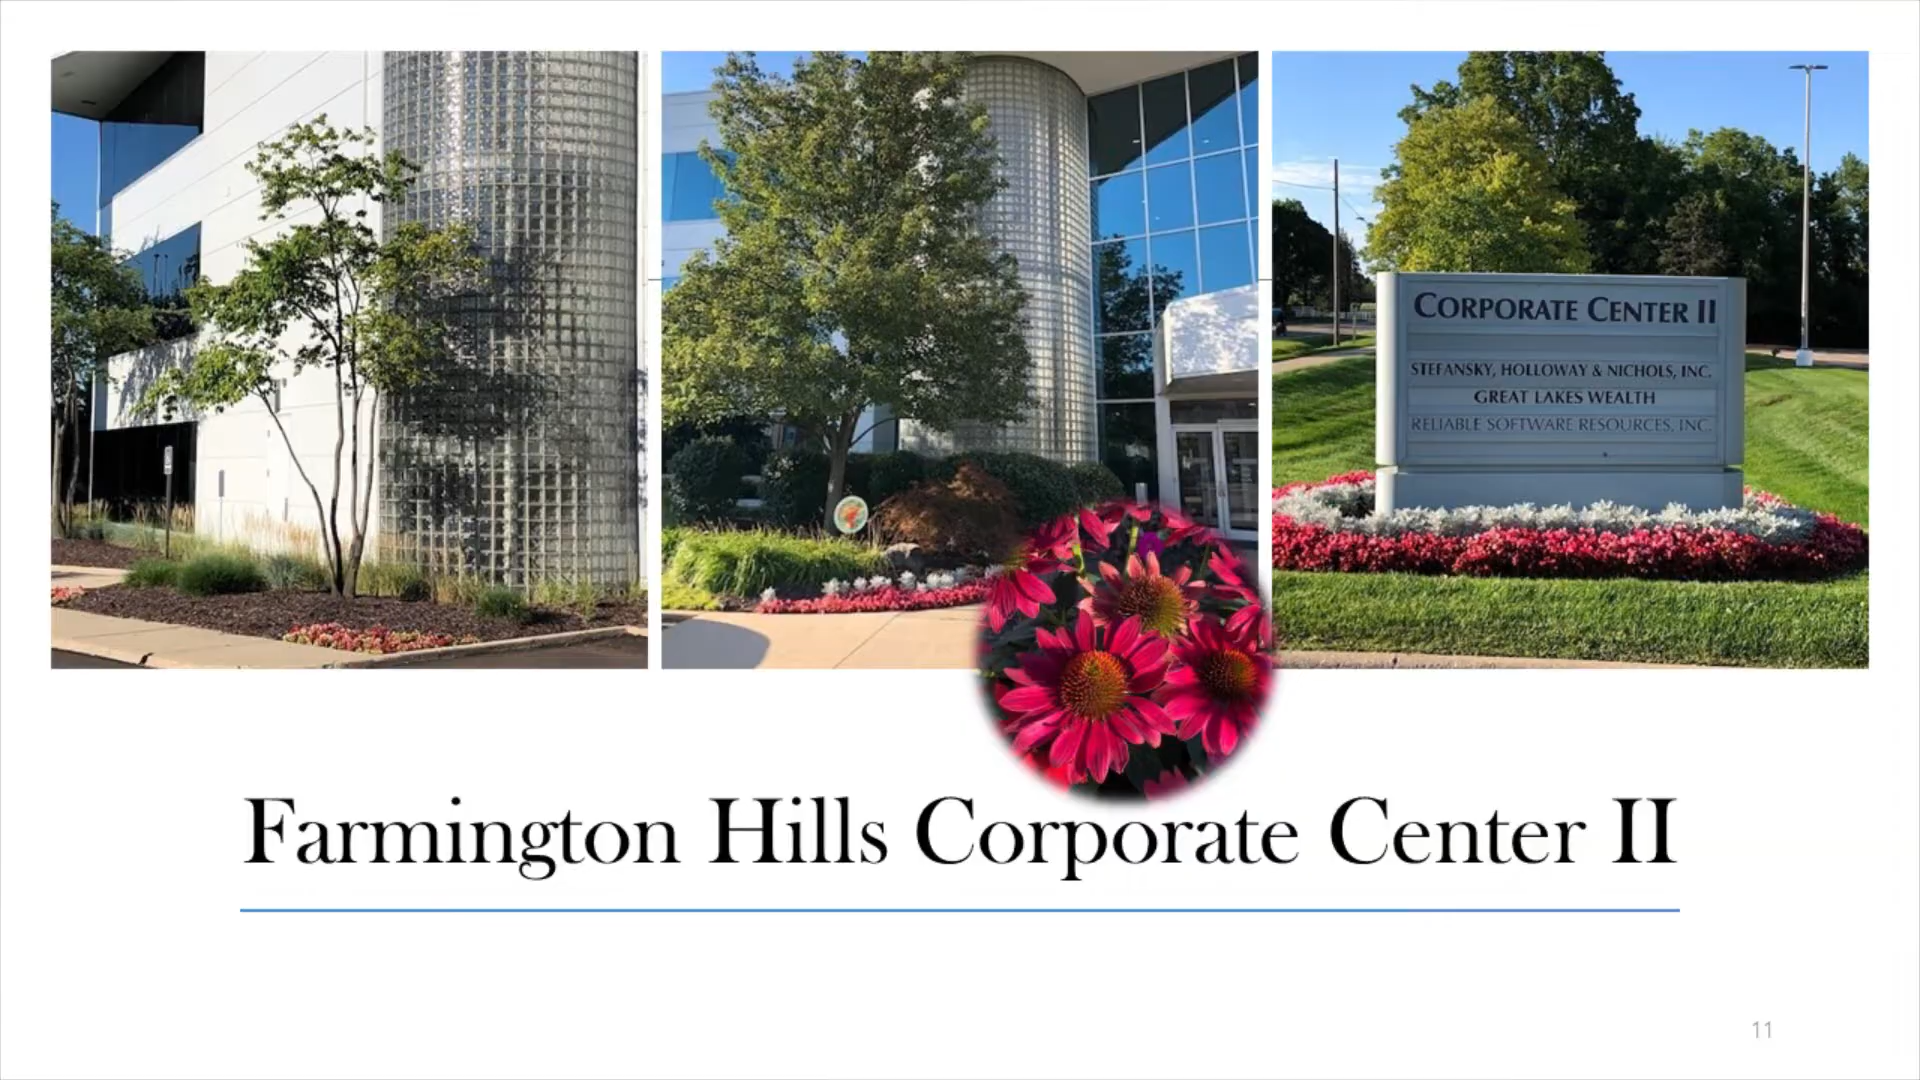 CORPORATE CENTER II
STEFANSKY, HOLLOWAY & NICHOLS, INC.
GREAT LAKES WEALTH
RELIABLE SOFTWARE RESOURCES, INC.
Farmington Hills Corporate Center II
11